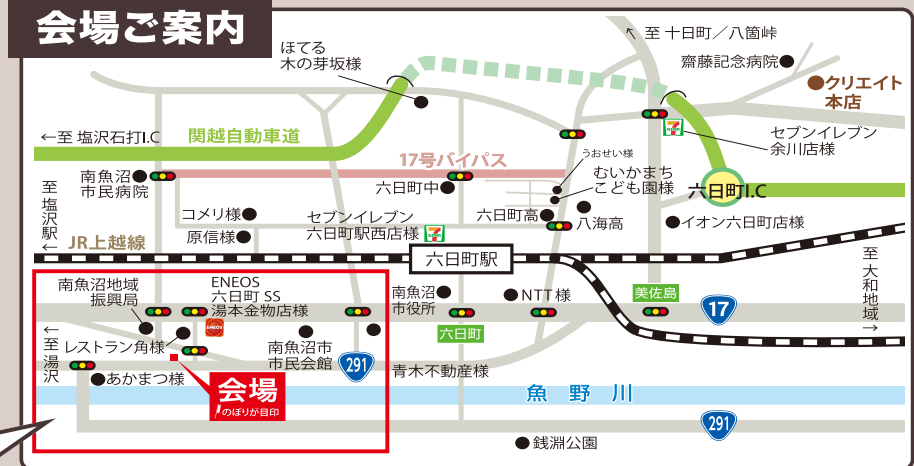 会場ご案内
ほてる
木の芽坂様
↖ 至 十日町／八箇峠
齋藤記念病院
クリエイト
本店
←至 塩沢石打I.C
関越自動車道
セブンイレブン
余川店様
17号バイパス
うおせい様
むいかまち
こども園様
南魚沼
市民病院
六日町中
六日町I.C
至塩沢駅←
コメリ様
原信様
セブンイレブン
六日町駅西店様
六日町高
八海高
イオン六日町店様
JR上越線
六日町駅
至大和地域→
南魚沼地域
振興局
ENEOS
六日町 SS
湯本金物店様
ENEOS
南魚沼
市役所
NTT様
美佐島
17
六日町
←至湯沢
レストラン角様
南魚沼市
市民会館
291
青木不動産様
あかまつ様
会場
のぼりが目印
魚野川
291
銭淵公園